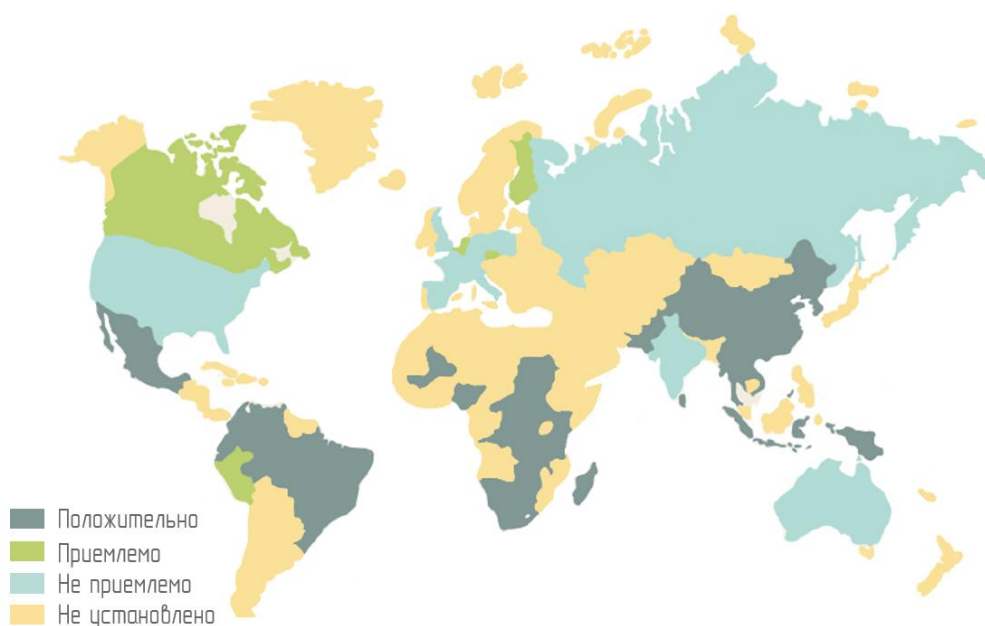 Положительно
Приемлемо
Не приемлемо
Не установлено